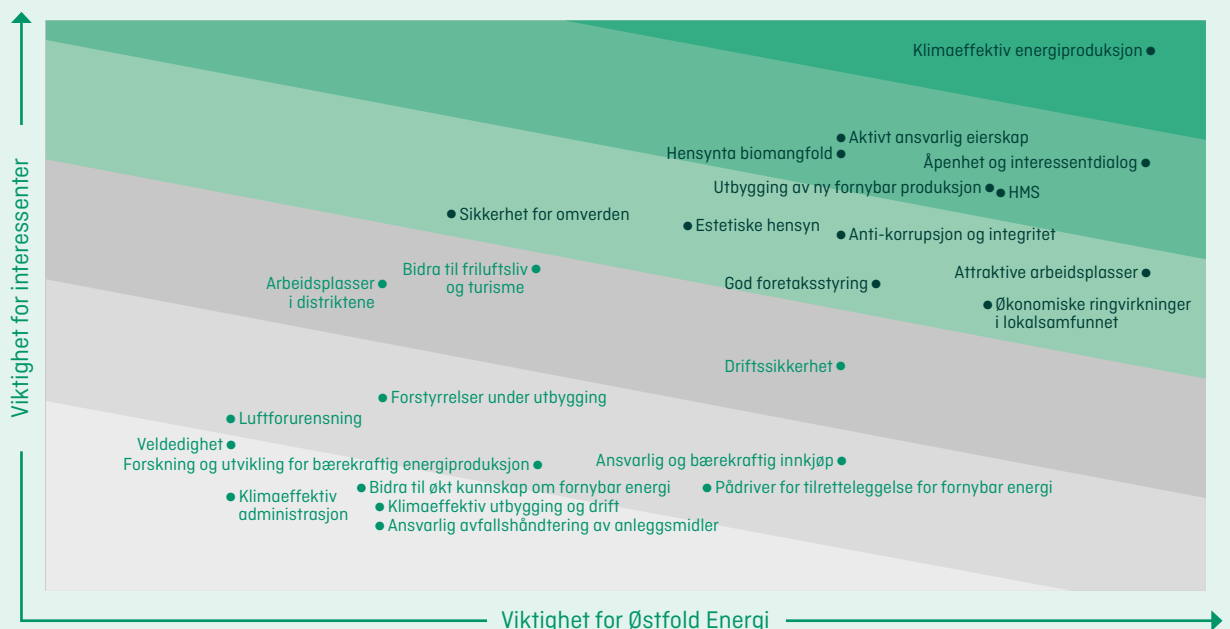 Viktighet for interessenter
Klimaeffektiv energiproduksjon
Aktivt ansvarlig eierskap
Hensynta biomangfold
Åpenhet og interessentdialog
Utbygging av ny fornybar produksjon
HMS
Sikkerhet for omverden
Estetiske hensyn
Anti-korrupsjon og integritet
Bidra til friluftsliv
og turisme
Arbeidsplasser
i distriktene
God foretaksstyring
Attraktive arbeidsplasser
Økonomiske ringvirkninger
i lokalsamfunnet
Driftssikkerhet
Forstyrrelser under utbygging
Luftforurensning
Veldedighet
Forskning og utvikling for bærekraftig energiproduksjon
Ansvarlig og bærekraftig innkjøp
Klimaeffektiv
administrasjon
Bidra til økt kunnskap om fornybar energi
Pådriver for tilretteleggelse for fornybar energi
Klimaeffektiv utbygging og drift
Ansvarlig avfallshåndtering av anleggsmidler
Viktighet for Østfold Energi